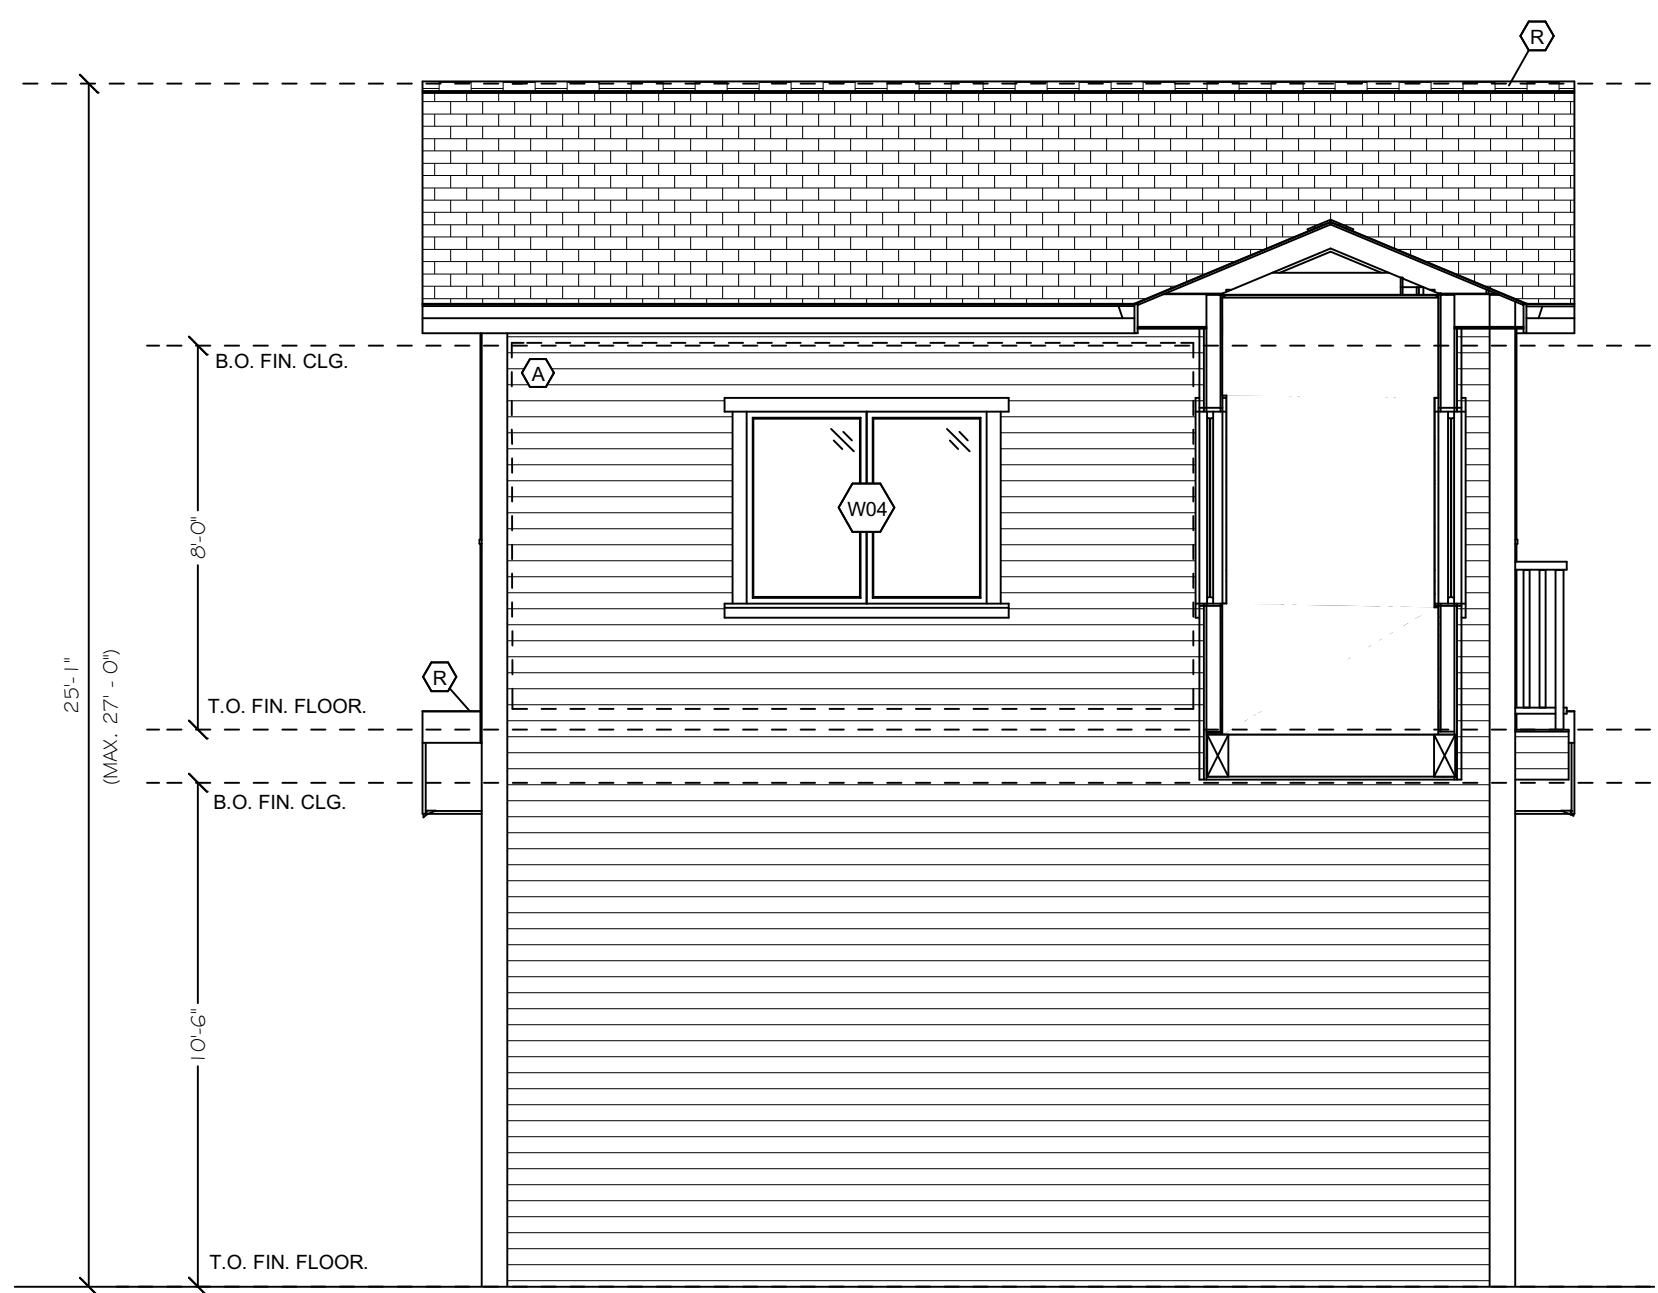 R
B.O. FIN. CLG.
A
8'-0"
W04
25'-1"
(MAX. 27' - 0")
R
T.O. FIN. FLOOR.
B.O. FIN. CLG.
10'-6"
T.O. FIN. FLOOR.